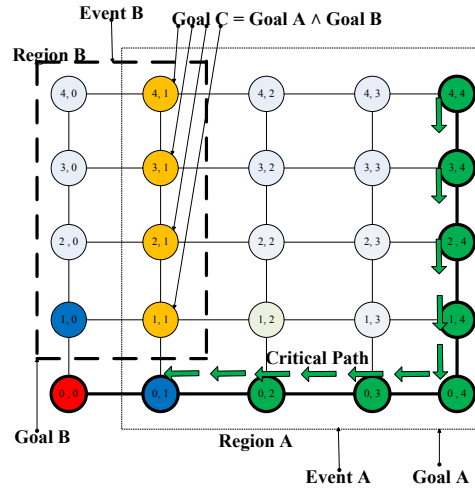 Event B
Goal C = Goal A ∧ Goal B
Region B
4, 0
4, 1
4, 2
4, 3
4, 4
3, 0
3, 1
3, 2
3, 3
3, 4
2 , 0
2, 1
2, 2
2, 3
2, 4
1, 0
1, 1
1, 2
1, 3
1, 4
Critical Path
0, 0
0, 1
0, 2
0, 3
0, 4
Goal B
Region A
Event A
Goal A